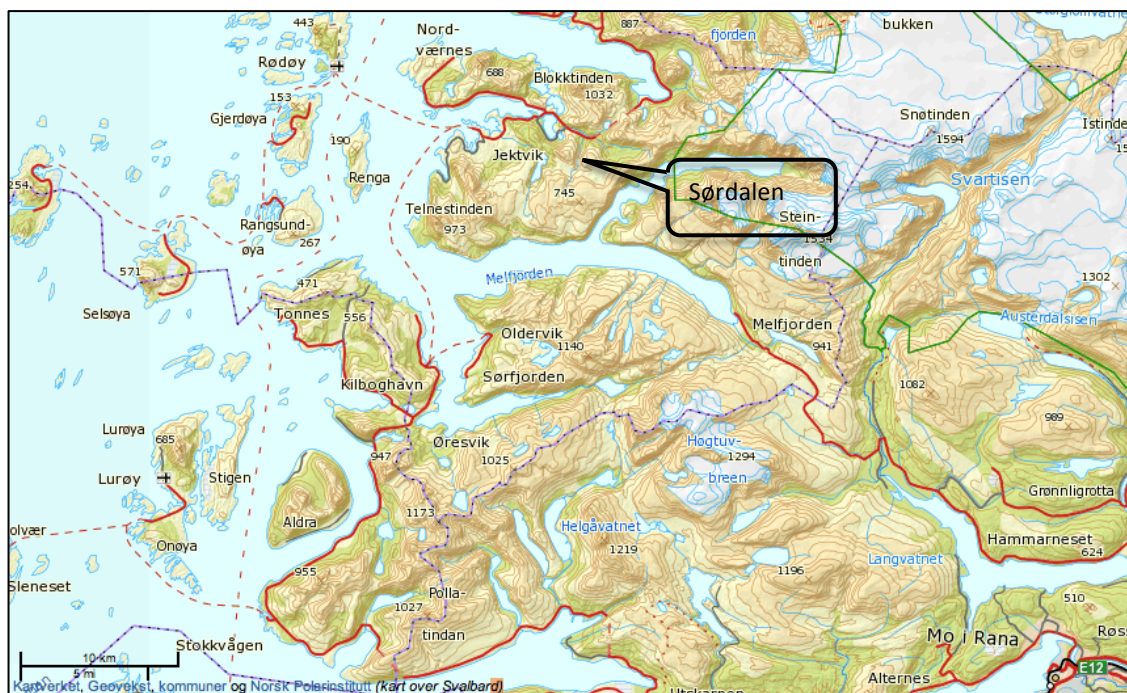 443
Nord-
værnes
887
fjorden
bukken
Rødøy
688
Blokktinden
1032
153
Gjerdøya
Snøtinden
1594
Istinde
190
Jektvik
Renga
745
Sørdalen
Svartisen
254
Telnestinden
973
Rangsund-
øya
267
Stein-
1534
tinden
571
Selsøya
471
Tonnes
556
Melfjorden
1302
Austerdalsisen
Melfjorden
941
Oldervik
1140
Sørfjorden
Kilboghavn
1082
989
Lurøya
685
Lurøy
Stigen
947
Øresvik
1025
Høgtuv-
1294
breen
Grønnligrotta
Aldra
1173
Helgåvatnet
1219
Hammarneset
624
olvær
Onøya
Langvatnet
Sleneset
955
1196
1027
Polla-
tindan
510
Mo i Rana
Røss
Stokkvågen
10 km
5 mi
E12
Alternes
Utskarpen
Kartverket, Geovekst, kommuner og Norsk Polarinstitutt (kart over Svalbard)